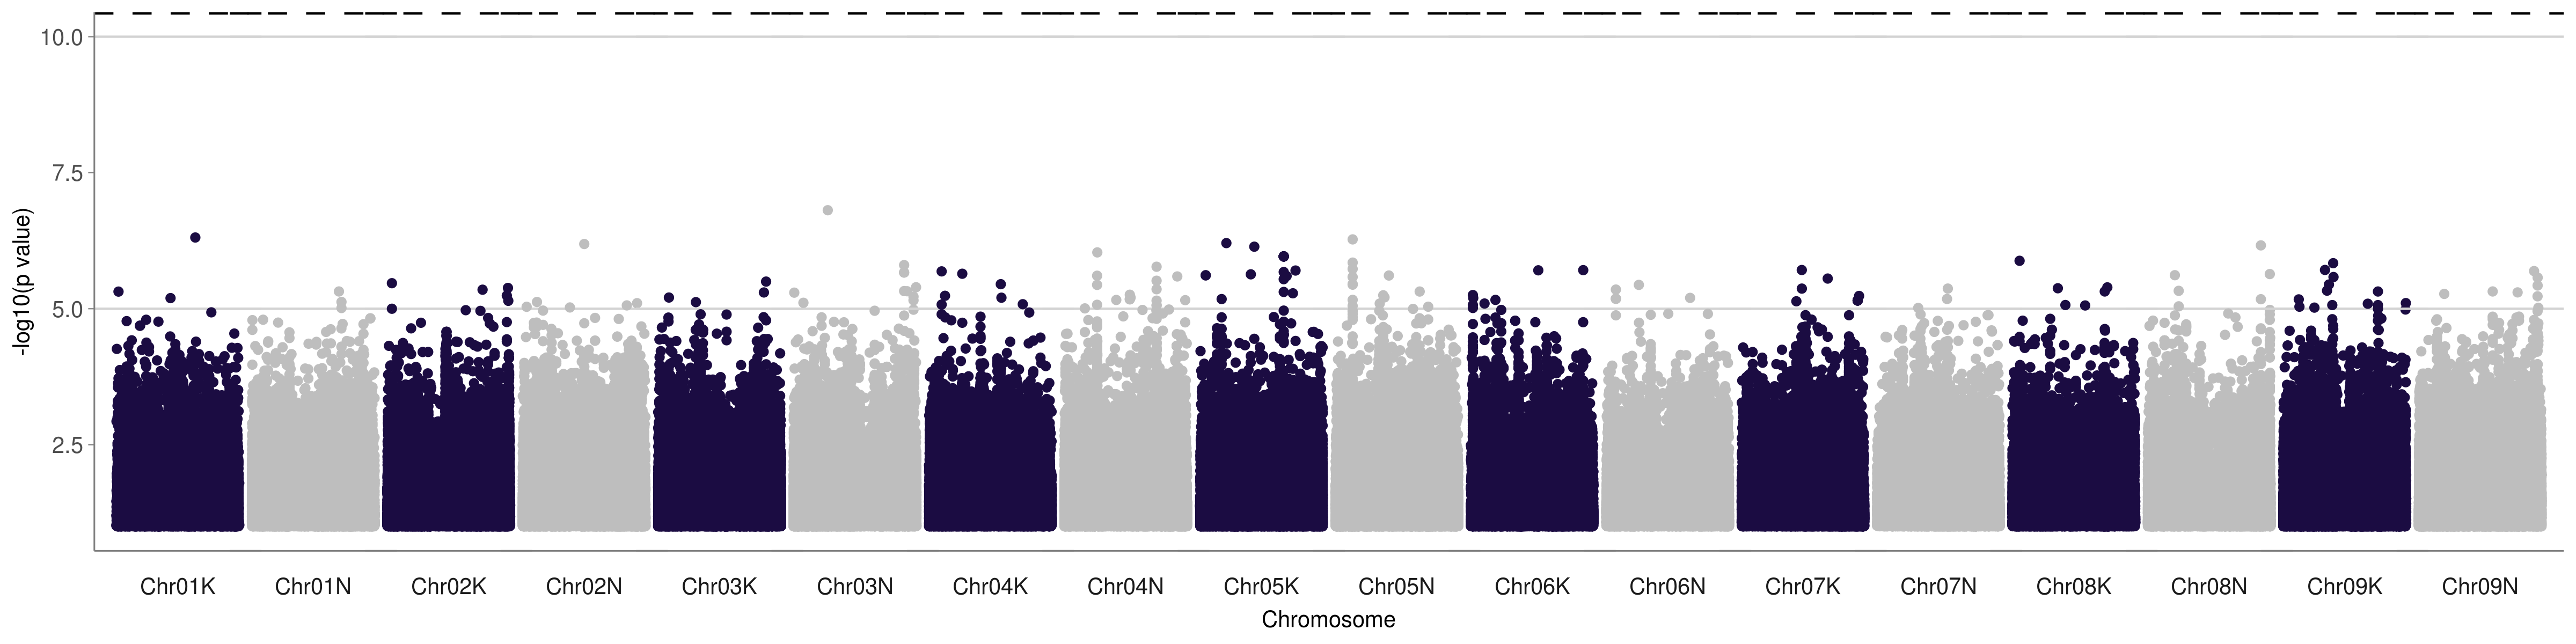 10.0
7.5
5.0
2.5
-log10(p value)
Chr01K Chr01N Chr02K Chr02N Chr03K Chr03N Chr04K Chr04N Chr05K Chr05N Chr06K Chr06N Chr07K Chr07N Chr08K Chr08N Chr09K Chr09N
Chromosome